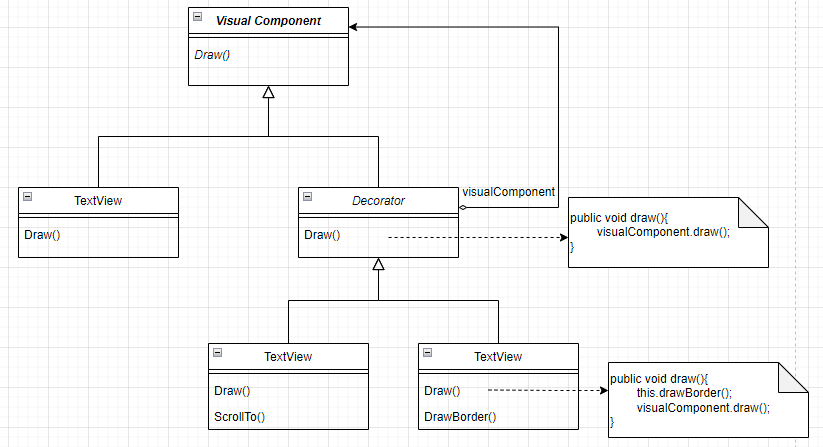 Visual Component
Draw()
TextView
Draw()
Decorator
Draw()
visualComponent
public void draw(){
visualComponent.draw();
}
TextView
Draw()
ScrollTo()
TextView
Draw()
DrawBorder()
public void draw(){
this.drawBorder();
visualComponent.draw();
}